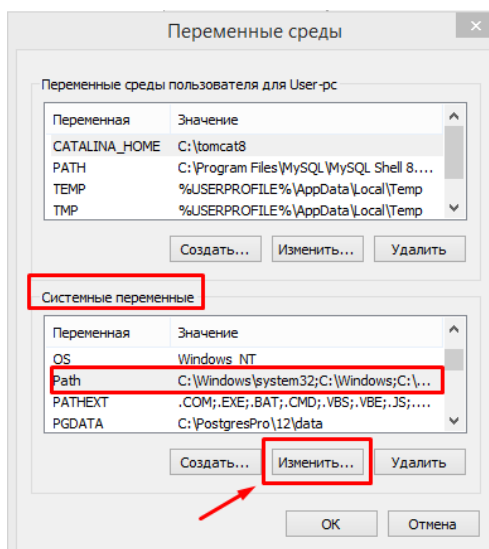 Переменные среды
Переменные среды пользователя для User-pc
Переменная Значение
CATALINA_HOME C:\tomcat8
PATH C:\Program Files\MySQL\MySQL Shell 8....
TEMP %USERPROFILE%\AppData\Local\Temp
TMP %USERPROFILE%\AppData\Local\Temp
Создать... Изменить... Удалить
Системные переменные
Переменная Значение
OS Windows_NT
Path C:\Windows\system32;C:\Windows;C:\...
PATHEXT .COM;.EXE;.BAT;.CMD;.VBS;.VBE;.JS;....
PGDATA C:\PostgresPro\12\data
Создать... Изменить... Удалить
OK Отмена